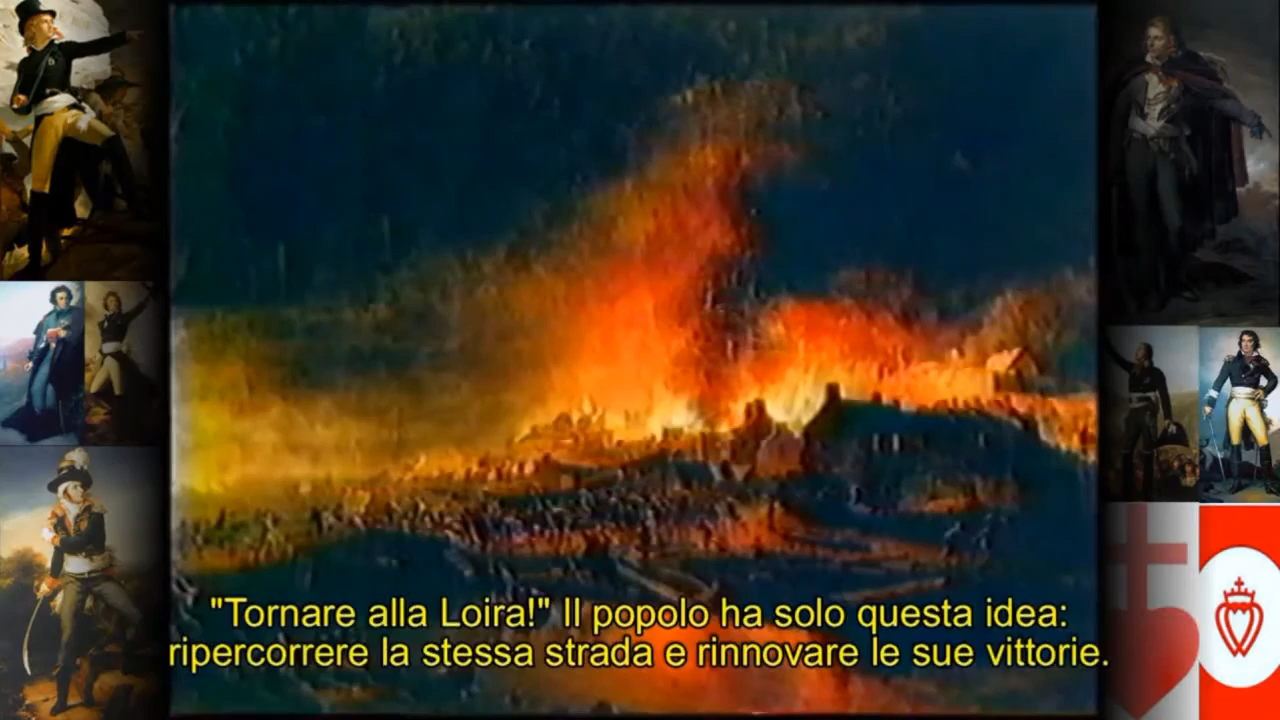 "Tornare alla Loira!" Il popolo ha solo questa idea:
ripercorrere la stessa strada e rinnovare le sue vittorie.